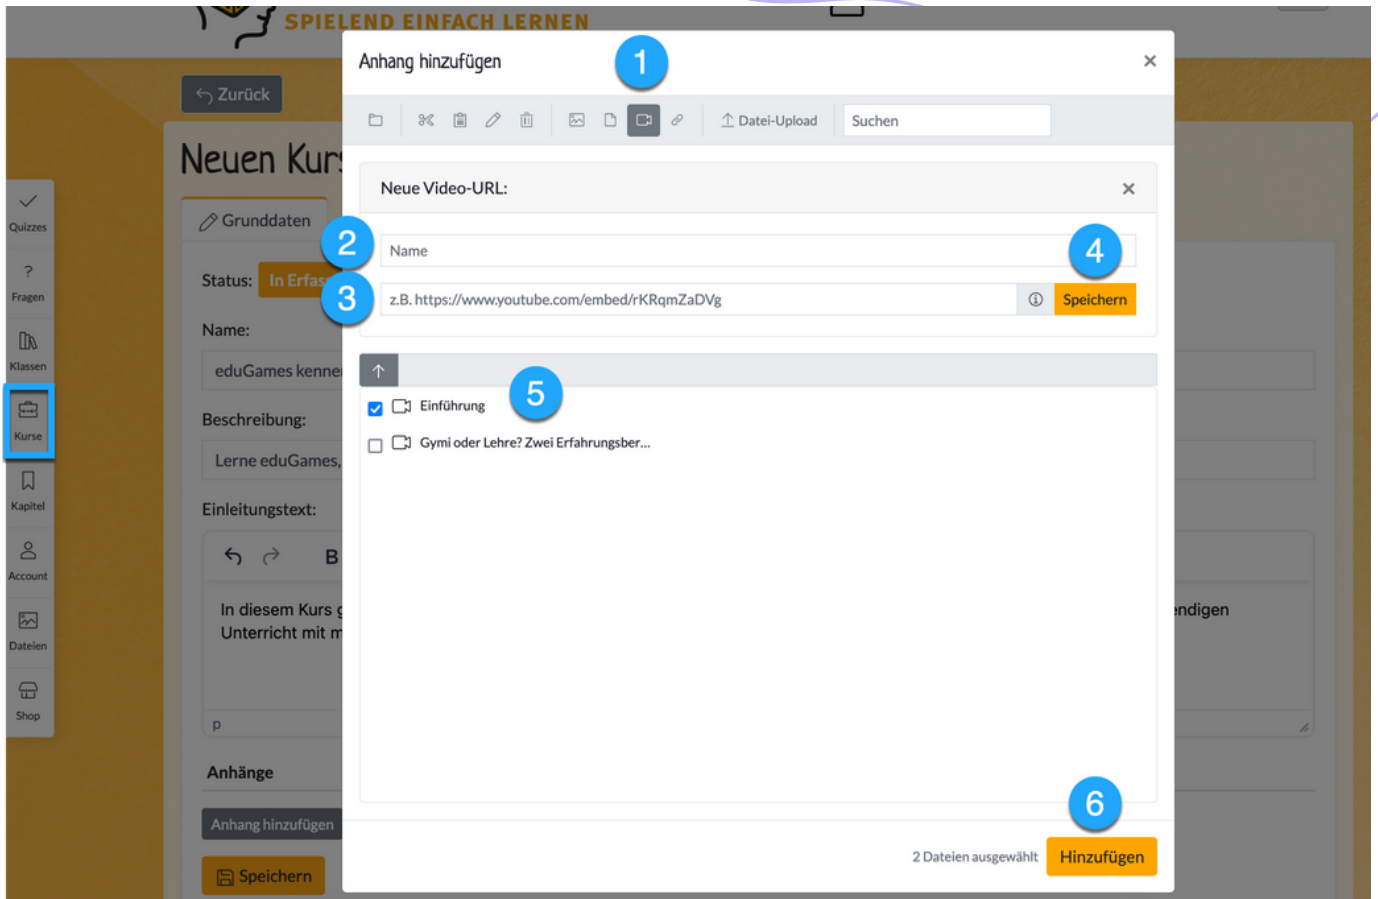 SPIELEND EINFACH LERNEN
Anhang hinzufügen
1
×
Zurück
Datei-Upload
Suchen
Neuen Kurs
Neue Video-URL:
×
Quizzes
Grunddaten
2
Name
4
Status:
?
Fragen
3
z.B. https://www.youtube.com/embed/rKRqmZaDVg
Speichern
Name:
Klassen
eduGames kenne
5
Einführung
Kurse
Beschreibung:
Gymi oder Lehre? Zwei Erfahrungsber...
Lerne eduGames,
Kapitel
Einleitungstext:
B
Account
In diesem Kurs
endigen
Unterricht mit m
Dateien
Shop
p
Anhänge
6
Anhang hinzufügen
2 Dateien ausgewählt
Hinzufügen
Speichern